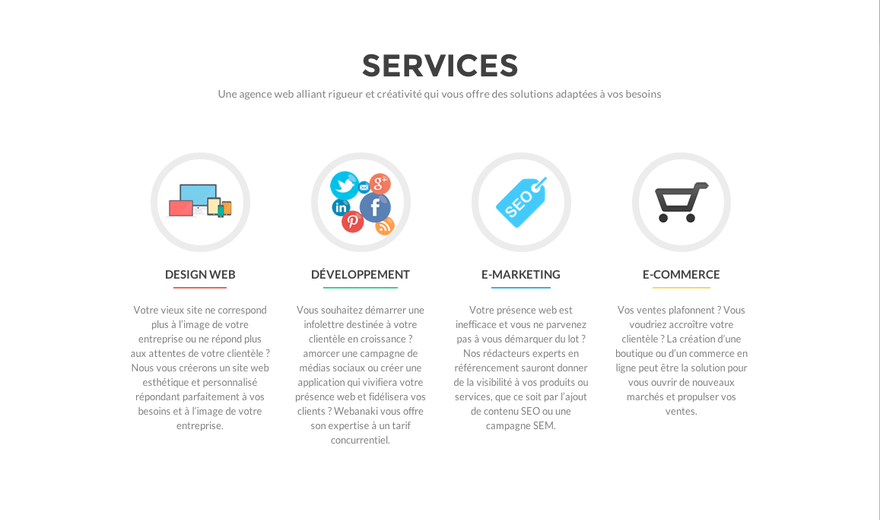 SERVICES
Une agence web alliant rigueur et créativité qui vous offre des solutions adaptées à vos besoins
g+
in
f
SEO
DESIGN WEB
Votre vieux site ne correspond
plus à l'image de votre
entreprise ou ne répond plus
aux attentes de votre clientèle ?
Nous vous créerons un site web
esthétique et personnalisé
répondant parfaitement à vos
besoins et à l'image de votre
entreprise.
DÉVELOPPEMENT
Vous souhaitez démarrer une
infolettre destinée à votre
clientèle en croissance ?
amorcer une campagne de
médias sociaux ou créer une
application qui vivifiera votre
présence web et fidélisera vos
clients ? Webanaki vous offre
son expertise à un tarif
concurrentiel.
E-MARKETING
Votre présence web est
inefficace et vous ne parvenez
pas à vous démarquer du lot ?
Nos rédacteurs experts en
référencement sauront donner
de la visibilité à vos produits ou
services, que ce soit par l'ajout
de contenu SEO ou une
campagne SEM.
E-COMMERCE
Vos ventes plafonnent ? Vous
voudriez accroître votre
clientèle ? La création d'une
boutique ou d'un commerce en
ligne peut être la solution pour
vous ouvrir de nouveaux
marchés et propulser vos
ventes.